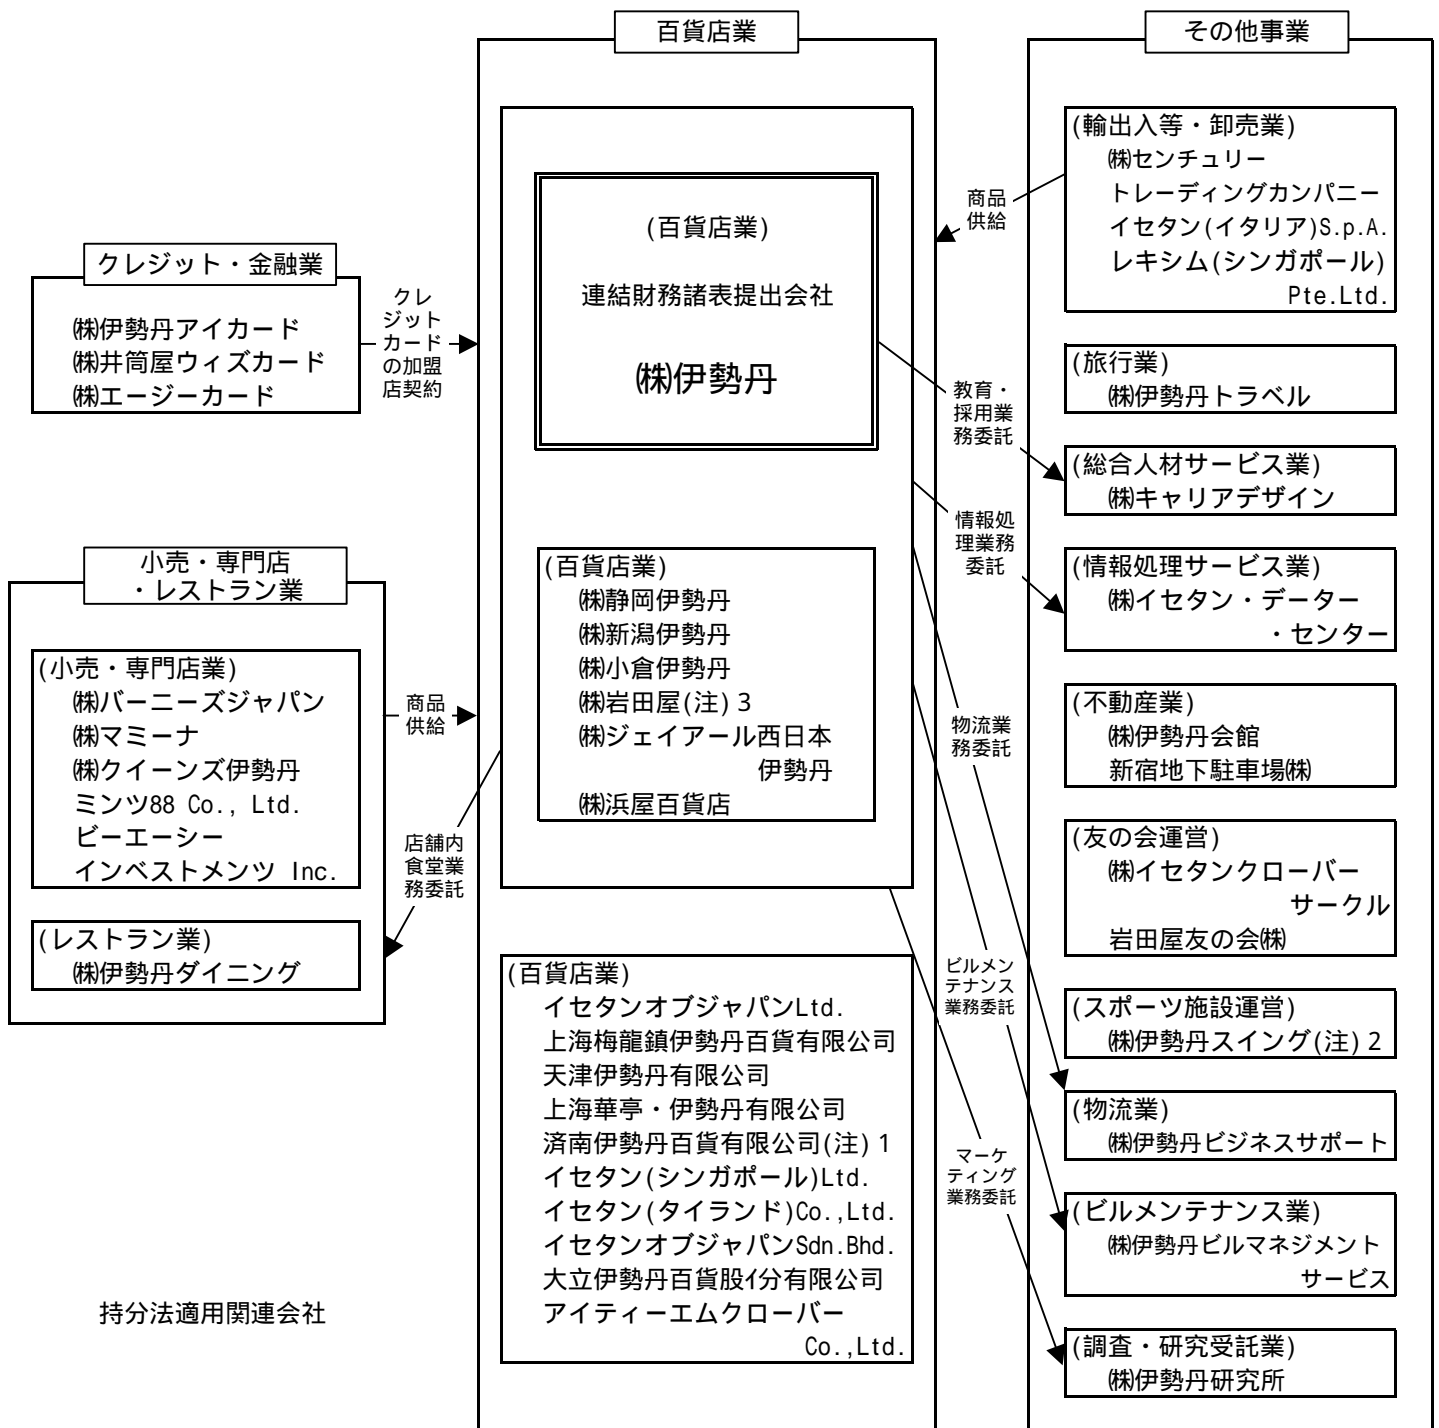 百貨店業
その他事業
クレジット・金融業
㈱伊勢丹アイカード
㈱井筒屋ウィズカード
㈱エージーカード
クレ
ジット
カード
の加盟
店契約
小売・専門店
・レストラン業
(小売・専門店業)
㈱バーニーズジャパン
㈱マミーナ
㈱クイーンズ伊勢丹
ミンツ88 Co., Ltd.
ビーエーシー
インベストメンツ Inc.
(レストラン業)
㈱伊勢丹ダイニング
商品
供給
店舗内
食堂業
務委託
持分法適用関連会社
(百貨店業)
連結財務諸表提出会社
㈱伊勢丹
(百貨店業)
㈱静岡伊勢丹
㈱新潟伊勢丹
㈱小倉伊勢丹
㈱岩田屋(注)3
㈱ジェイアール西日本
伊勢丹
㈱浜屋百貨店
(百貨店業)
イセタンオブジャパンLtd.
上海梅龍鎮伊勢丹百貨有限公司
天津伊勢丹有限公司
上海華亭・伊勢丹有限公司
済南伊勢丹百貨有限公司(注)1
イセタン(シンガポール)Ltd.
イセタン(タイランド)Co.,Ltd.
イセタンオブジャパンSdn.Bhd.
大立伊勢丹百貨股份有限公司
アイティーエムクローバー
Co.,Ltd.
商品
供給
教育・
採用業
務委託
情報処
理業務
委託
物流業
務委託
ビルメン
テナンス
業務委託
マーケ
ティング
業務委託
(輸出入等・卸売業)
㈱センチュリー
トレーディングカンパニー
イセタン(イタリア)S.p.A.
レキシム(シンガポール)
Pte.Ltd.
(旅行業)
㈱伊勢丹トラベル
(総合人材サービス業)
㈱キャリアデザイン
(情報処理サービス業)
㈱イセタン・データー
・センター
(不動産業)
㈱伊勢丹会館
新宿地下駐車場㈱
(友の会運営)
㈱イセタンクローバー
サークル
岩田屋友の会㈱
(スポーツ施設運営)
㈱伊勢丹スイング(注)2
(物流業)
㈱伊勢丹ビジネスサポート
(ビルメンテナンス業)
㈱伊勢丹ビルマネジメント
サービス
(調査・研究受託業)
㈱伊勢丹研究所